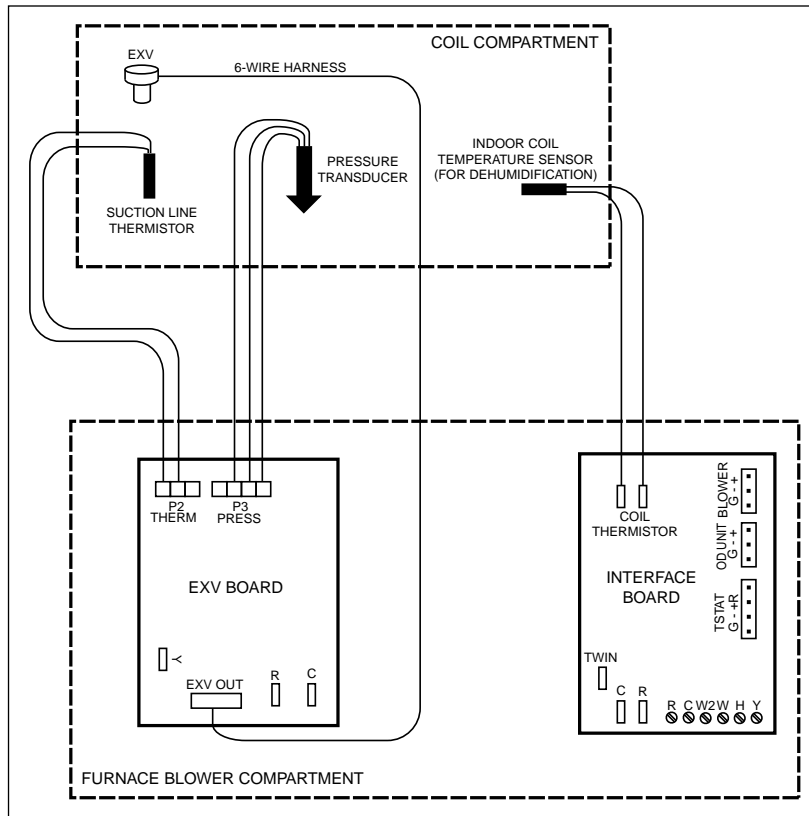 COIL COMPARTMENT
EXV
6-WIRE HARNESS
SUCTION LINE
THERMISTOR
PRESSURE
TRANSDUCER
INDOOR COIL
TEMPERATURE SENSOR
(FOR DEHUMIDIFICATION)
P2
THERM
P3
PRESS
EXV BOARD
Y
EXV OUT
R
C
COIL
THERMISTOR
BLOWER
G - +
OD UNIT
G - +
TSTAT
G - +R
INTERFACE
BOARD
TWIN
C R
R C W2 W H Y
FURNACE BLOWER COMPARTMENT